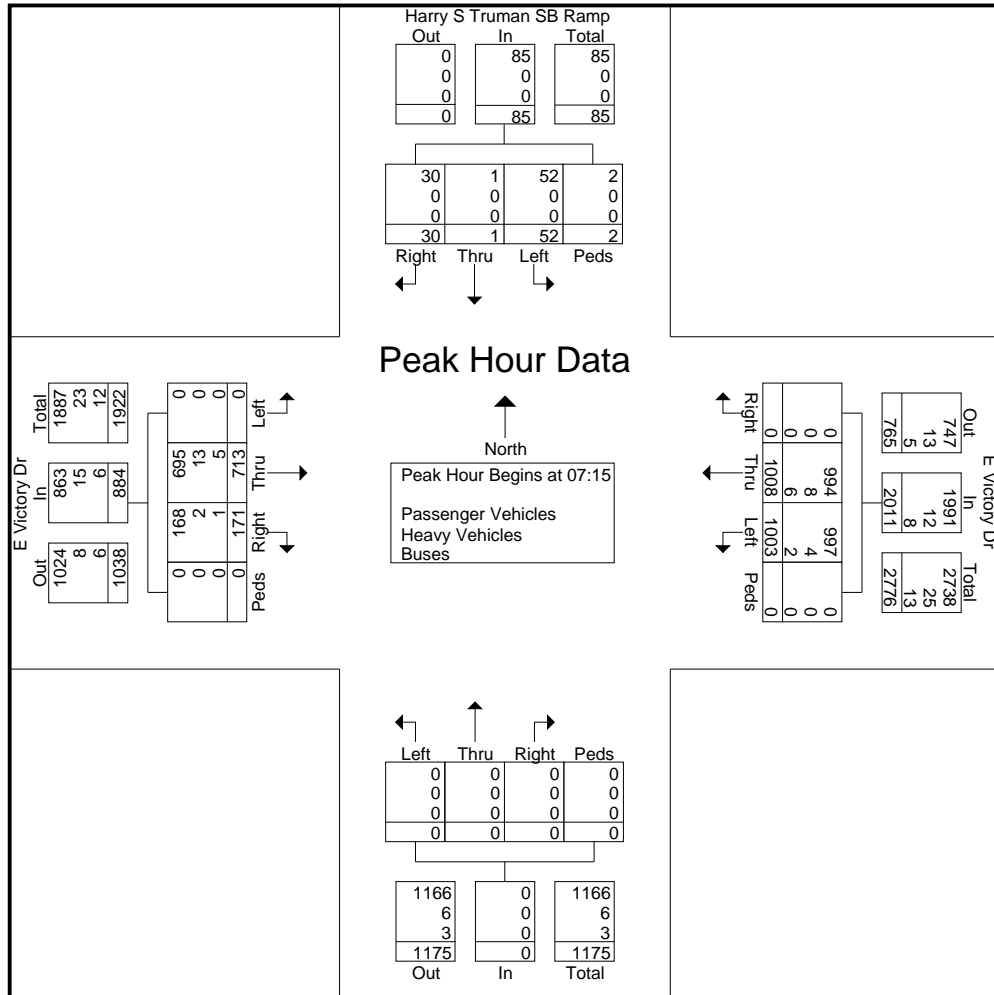 Harry S Truman SB Ramp
Out In Total
0 85 85
0 0 0
0 0 0
0 85 85
30 1 52 2
0 0 0 0
0 0 0 0
30 1 52 2
Right Thru Left Peds
Peak Hour Data
North
Peak Hour Begins at 07:15
Passenger Vehicles
Heavy Vehicles
Buses
E Victory Dr
Out In Total
1024 863 1887
8 15 23
6 6 12
1038 884 1922
Peds Right Thru Left
0 168 695 0
0 2 13 0
0 1 5 0
0 171 713 0
E Victory Dr
Out In Total
747 1991 2738
13 12 25
5 8 13
765 2011 2776
0 994 997 0
0 8 4 0
0 6 2 0
0 1008 1003 0
Right Thru Left Peds
Left Thru Right Peds
0 0 0 0
0 0 0 0
0 0 0 0
0 0 0 0
1166 0 1166
6 0 6
3 0 3
1175 0 1175
Out In Total